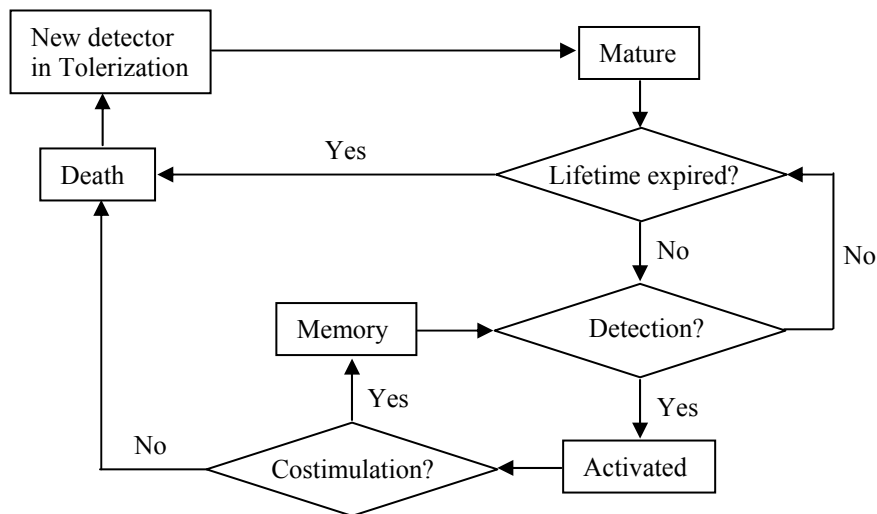 New detector
in Tolerization
Mature
Yes
Death
Lifetime expired?
No
No
Memory
Detection?
Yes
Yes
No
Costimulation?
Activated